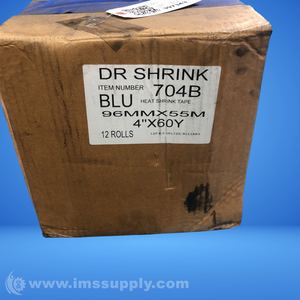 DR SHRINK
ITEM NUMBER 704B
BLU HEAT SHRINK TAPE
96MMX55M
4"X60Y
12 ROLLS
© www.imssupply.com